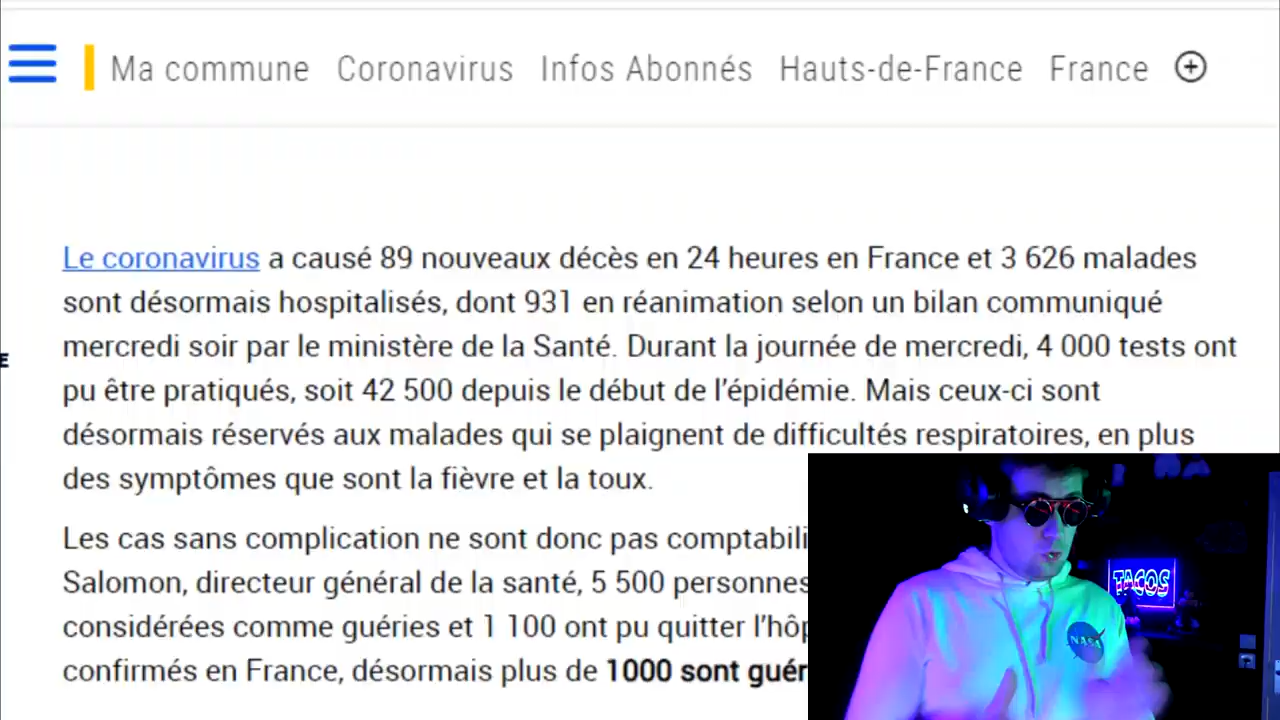 Ma commune Coronavirus Infos Abonnés Hauts-de-France France
Le coronavirus a causé 89 nouveaux décès en 24 heures en France et 3 626 malades
sont désormais hospitalisés, dont 931 en réanimation selon un bilan communiqué
mercredi soir par le ministère de la Santé. Durant la journée de mercredi, 4 000 tests ont
pu être pratiqués, soit 42 500 depuis le début de l’épidémie. Mais ceux-ci sont
désormais réservés aux malades qui se plaignent de difficultés respiratoires, en plus
des symptômes que sont la fièvre et la toux.
Les cas sans complication ne sont donc pas comptabili
Salomon, directeur général de la santé, 5 500 personnes
considérées comme guéries et 1 100 ont pu quitter l’hôp
confirmés en France, désormais plus de 1000 sont guér
TACOS
NASA